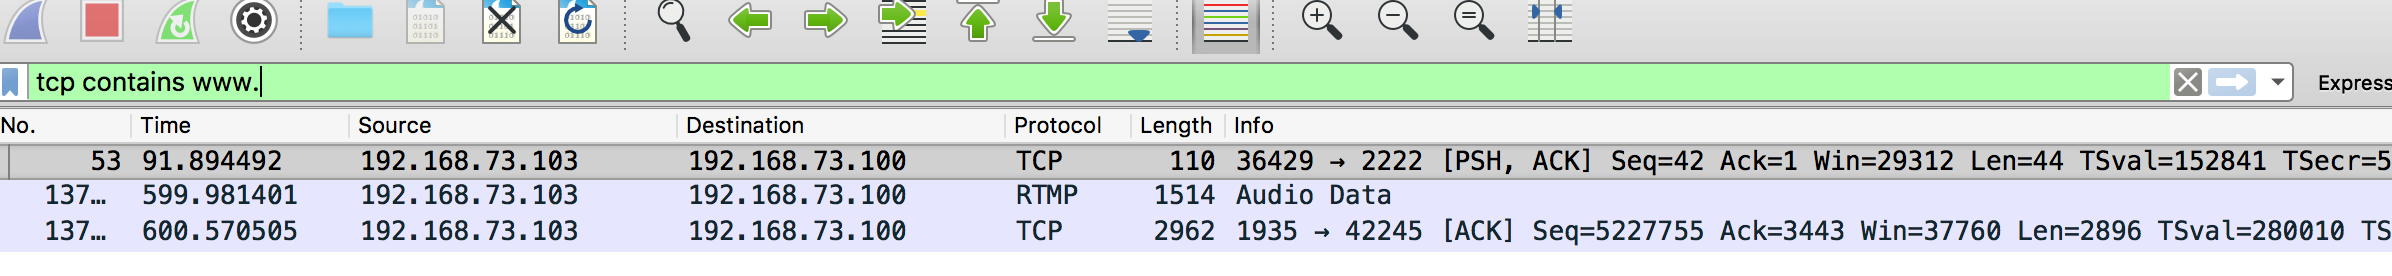 tcp contains www.
Express
No. Time Source Destination Protocol Length Info
53 91.894492 192.168.73.103 192.168.73.100 TCP 110 36429 → 2222 [PSH, ACK] Seq=42 Ack=1 Win=29312 Len=44 TSval=152841 TSecr=5
137… 599.981401 192.168.73.103 192.168.73.100 RTMP 1514 Audio Data
137… 600.570505 192.168.73.103 192.168.73.100 TCP 2962 1935 → 42245 [ACK] Seq=5227755 Ack=3443 Win=37760 Len=2896 TSval=280010 TS